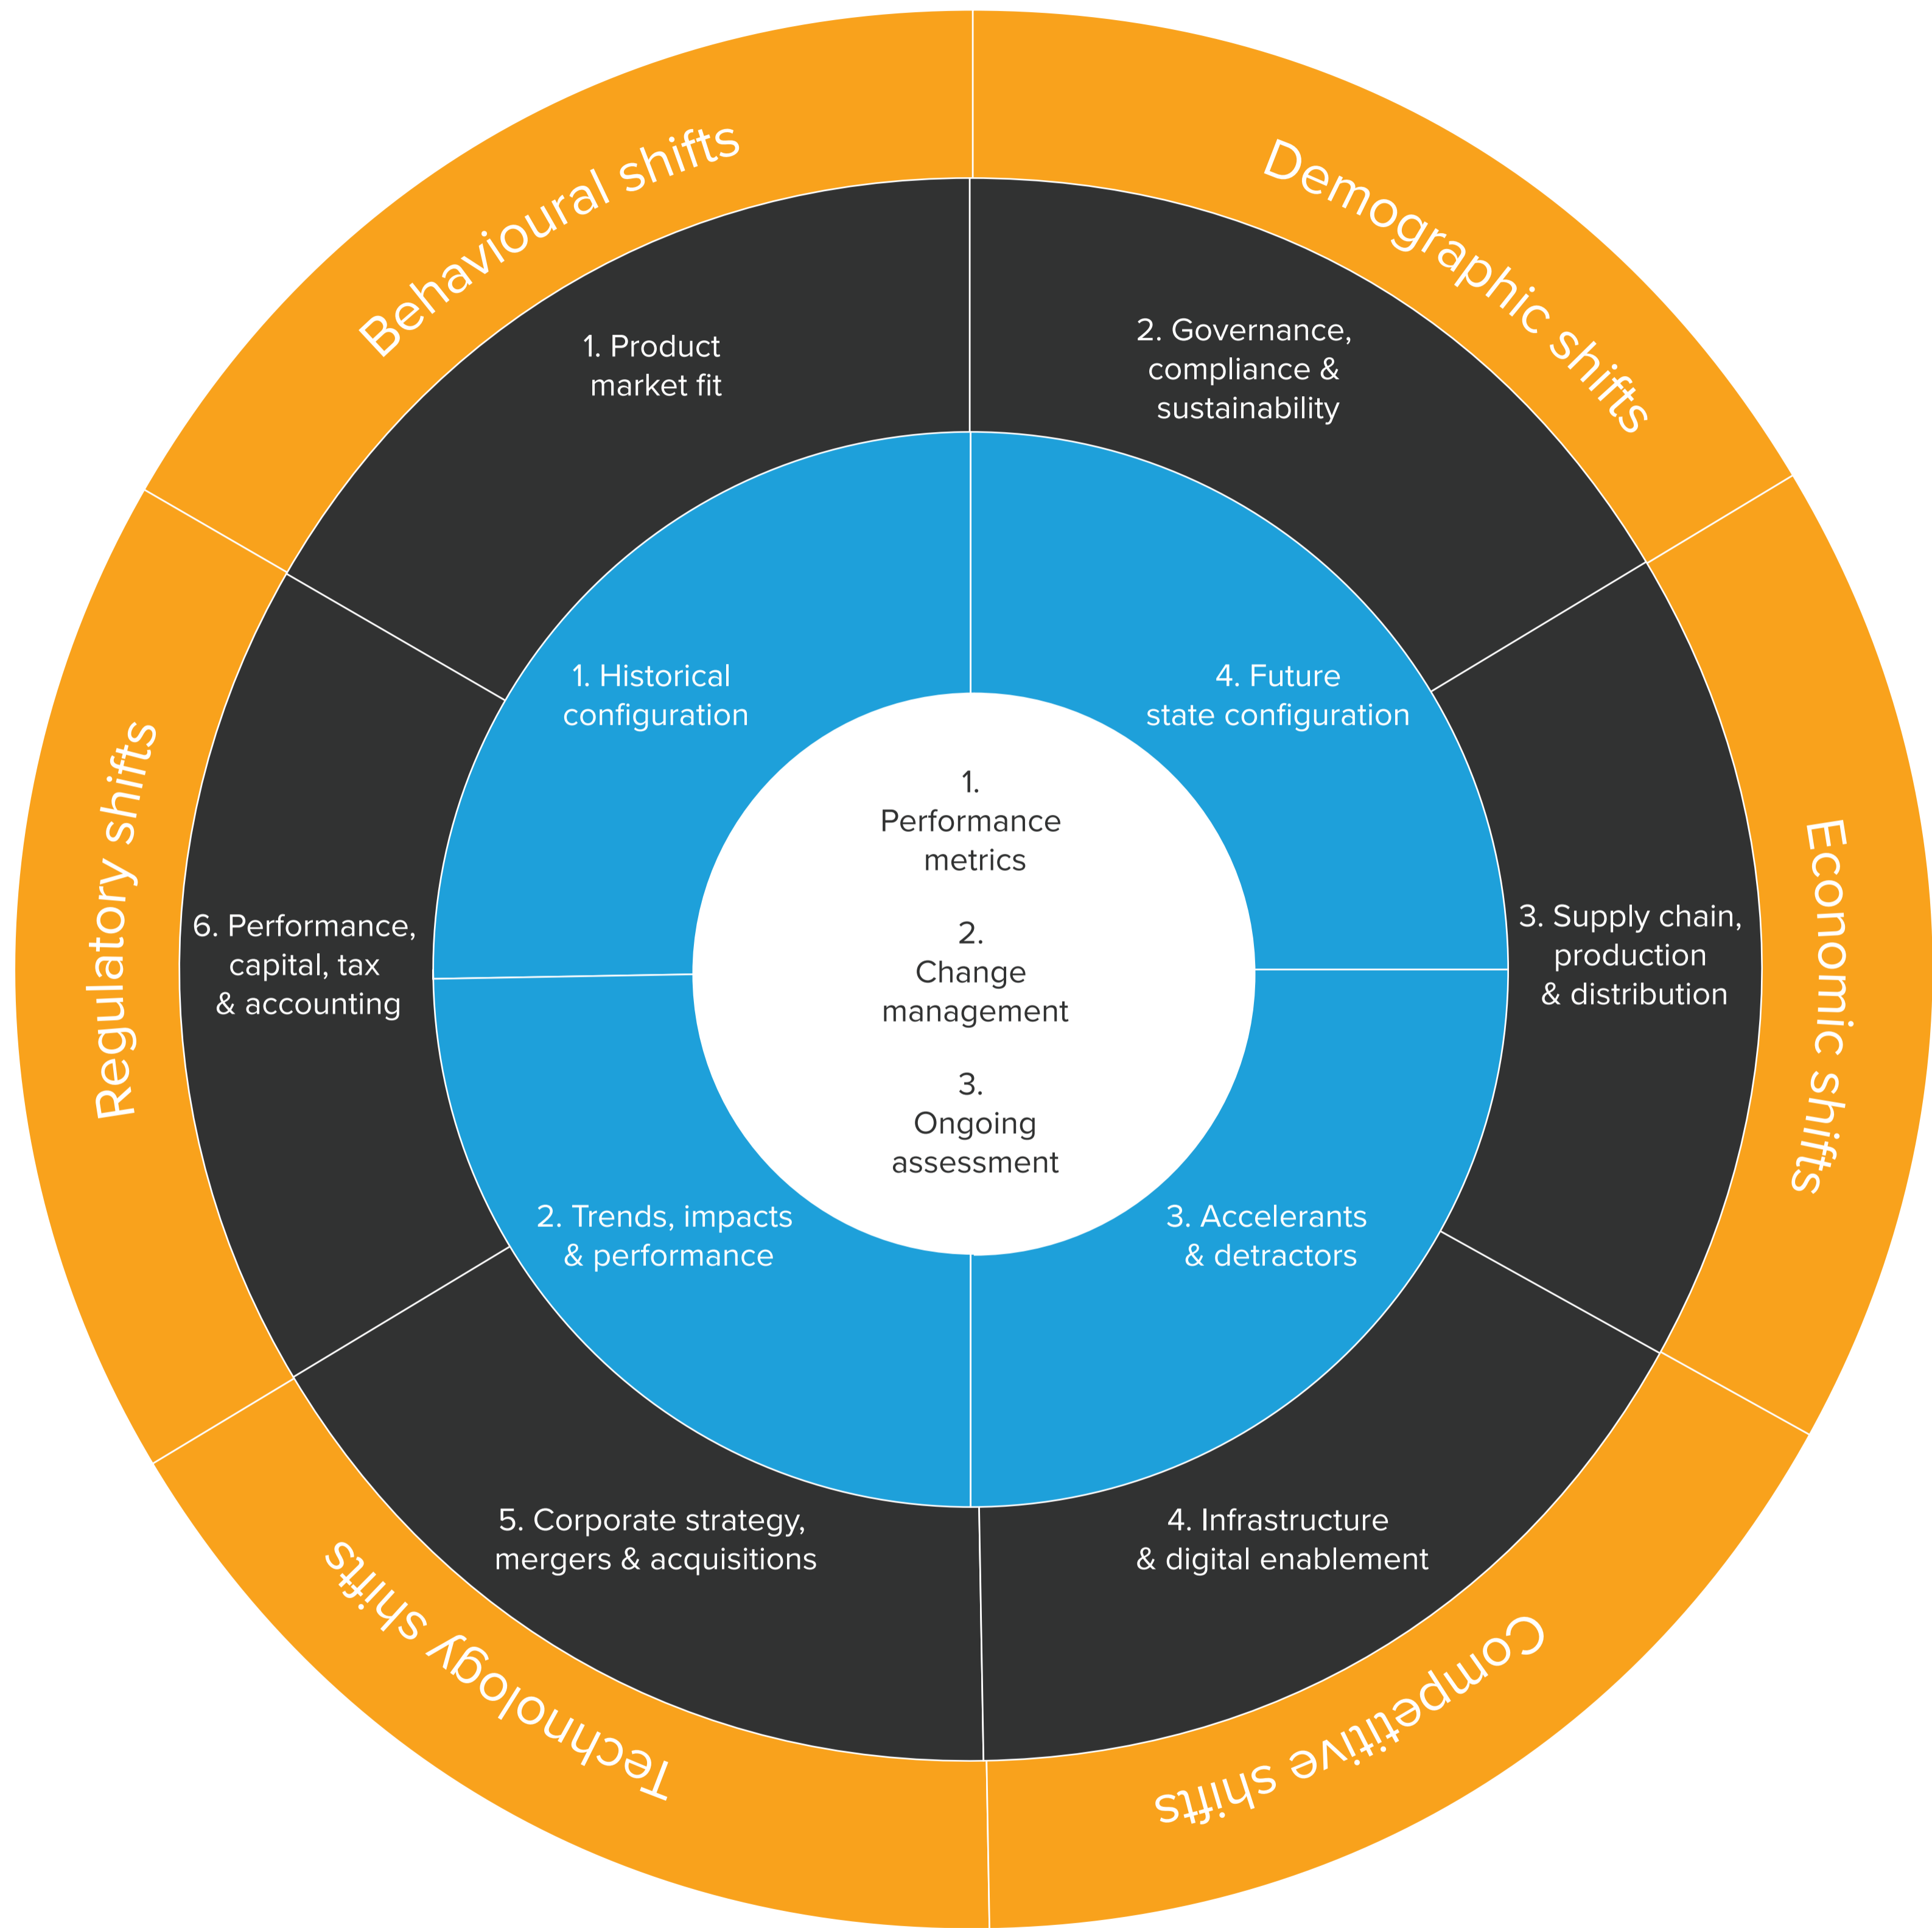 Behavioural shifts
Demographic shifts
Economic shifts
Competitive shifts
Technology shifts
Regulatory shifts
1. Product
market fit
2. Governance,
compliance &
sustainability
3. Supply chain,
production
& distribution
4. Infrastructure
& digital enablement
5. Corporate strategy,
mergers & acquisitions
6. Performance,
capital, tax
& accounting
1. Historical
configuration
2. Trends, impacts
& performance
3. Accelerants
& detractors
4. Future
state configuration
1.
Performance
metrics
2.
Change
management
3.
Ongoing
assessment